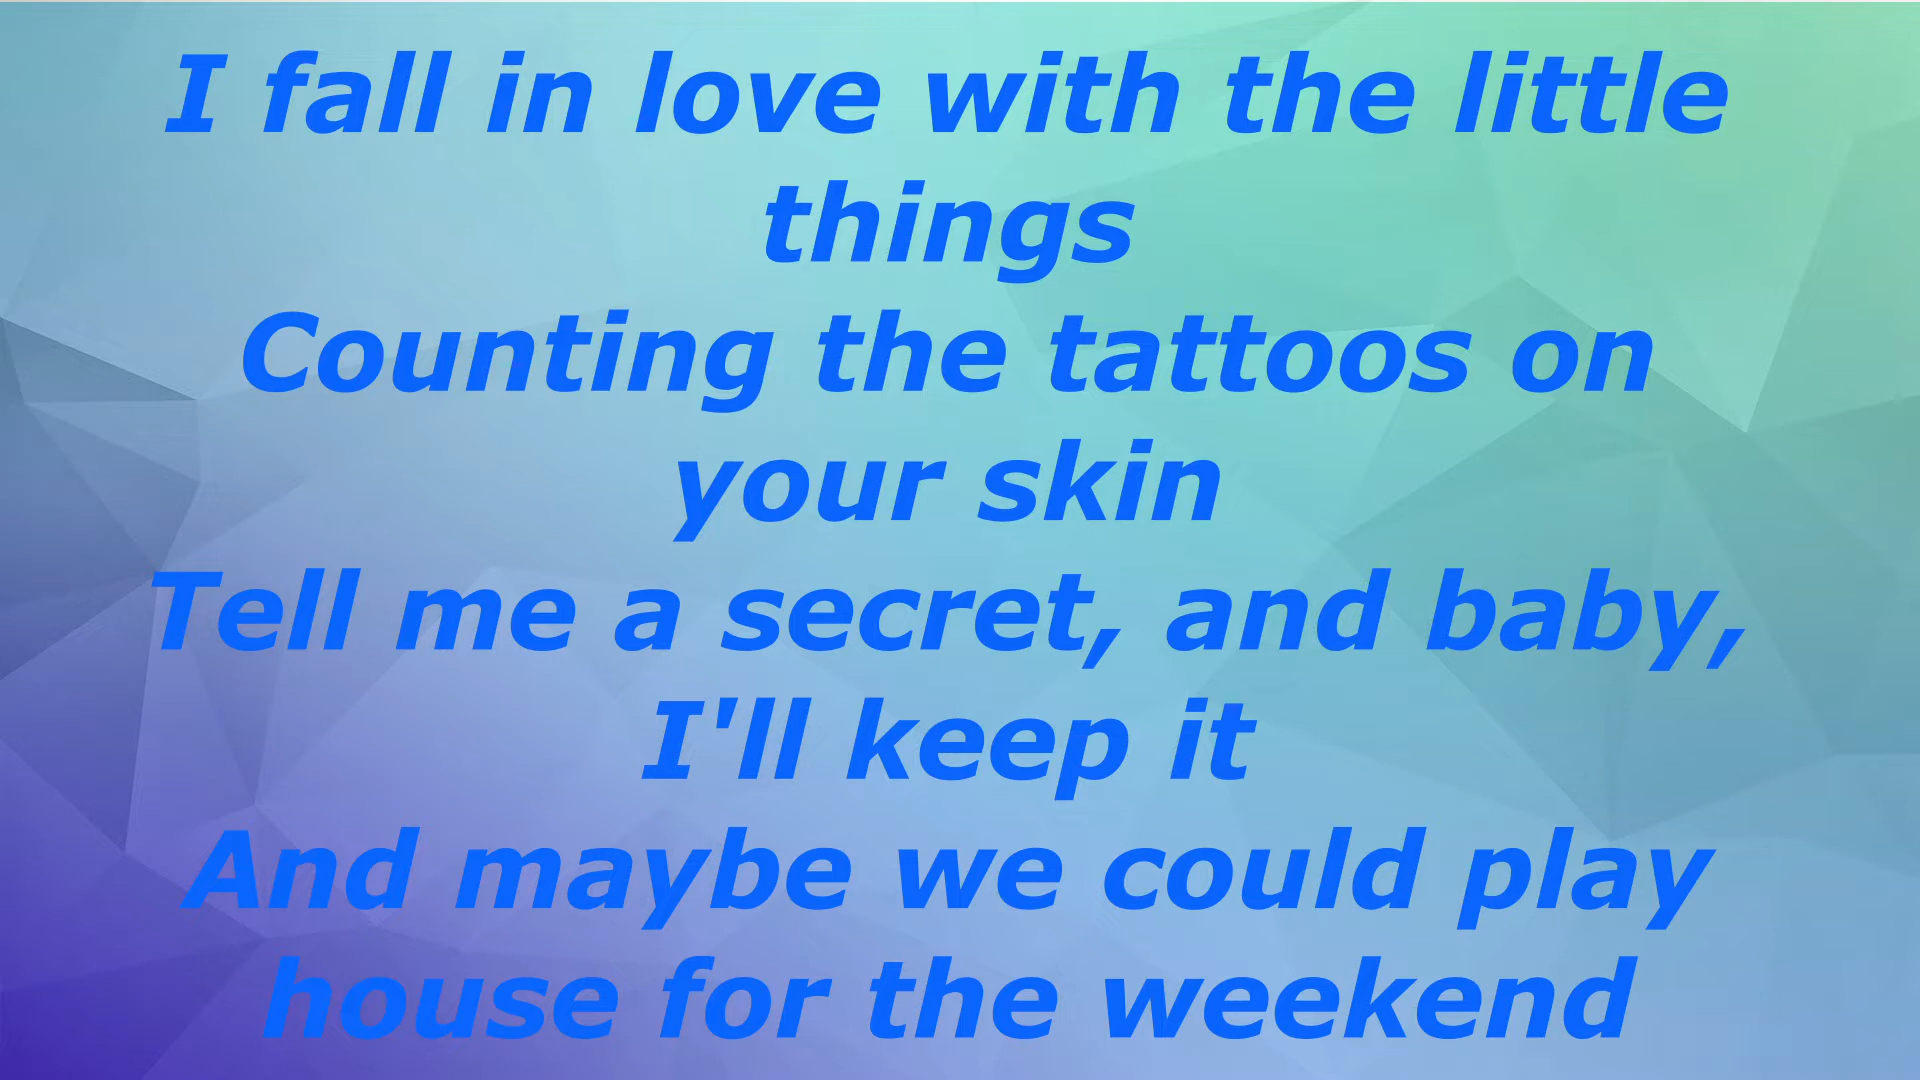 I fall in love with the little
things
Counting the tattoos on
your skin
Tell me a secret, and baby,
I'll keep it
And maybe we could play
house for the weekend